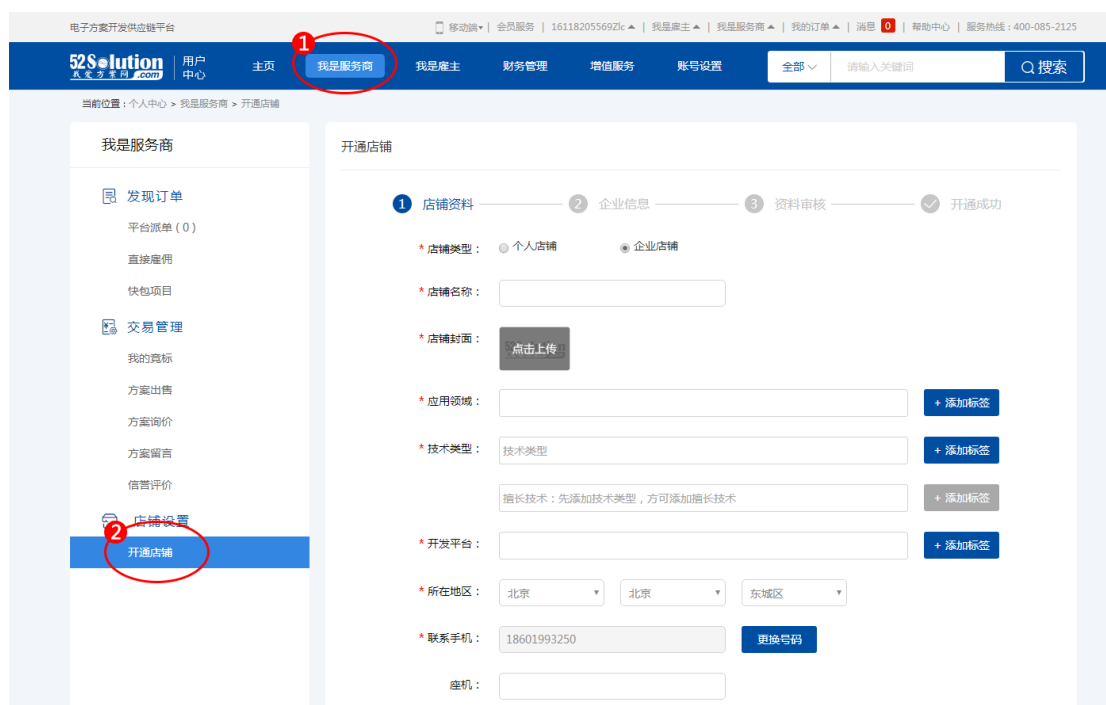 电子方案开发供应链平台 移动端 | 会员服务 | 16118205569Zlc | 我是雇主 | 我是服务商 | 我的订单 | 消息 0 | 帮助中心 | 服务热线：400-085-2125
1
52Solution 我爱方案网.com 用户中心 主页 我是服务商 我是雇主 财务管理 增值服务 账号设置 全部 请输入关键词 搜索
当前位置：个人中心 > 我是服务商 > 开通店铺
我是服务商
发现订单
平台派单 ( 0 )
直接雇佣
快包项目
交易管理
我的竞标
方案出售
方案询价
方案留言
信誉评价
店铺设置
2
开通店铺
开通店铺
1 店铺资料 2 企业信息 3 资料审核 开通成功
* 店铺类型： 个人店铺 企业店铺
* 店铺名称：
* 店铺封面： 点击上传
* 应用领域： + 添加标签
* 技术类型： 技术类型 + 添加标签
擅长技术：先添加技术类型，方可添加擅长技术 + 添加标签
* 开发平台： + 添加标签
* 所在地区： 北京 北京 东城区
* 联系手机： 18601993250 更换号码
座机：